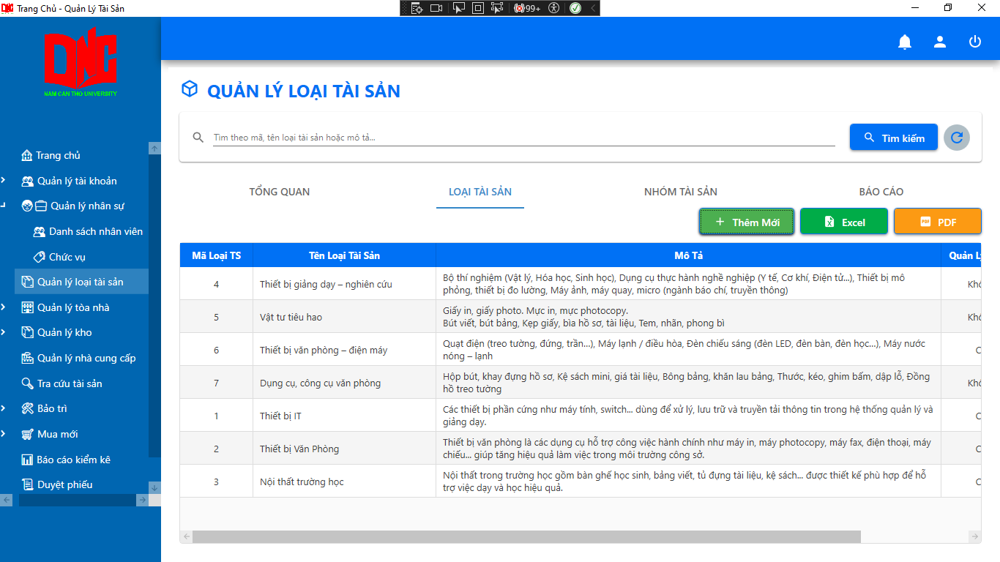 Trang Chủ - Quản Lý Tài Sản
99+
DNC
NAM CAN THO UNIVERSITY
Trang chủ
Quản lý tài khoản
Quản lý nhân sự
Danh sách nhân viên
Chức vụ
Quản lý loại tài sản
Quản lý tòa nhà
Quản lý kho
Quản lý nhà cung cấp
Tra cứu tài sản
Bảo trì
Mua mới
Báo cáo kiểm kê
Duyệt phiếu
QUẢN LÝ LOẠI TÀI SẢN
Tìm theo mã, tên loại tài sản hoặc mô tả...
Tìm kiếm
TỔNG QUAN
LOẠI TÀI SẢN
NHÓM TÀI SẢN
BÁO CÁO
Thêm Mới
Excel
PDF
Mã Loại TS Tên Loại Tài Sản Mô Tả Quản L
4 Thiết bị giảng dạy – nghiên cứu Bộ thí nghiệm (Vật lý, Hóa học, Sinh học), Dụng cụ thực hành nghề nghiệp (Y tế, Cơ khí, Điện tử...), Thiết bị mô
phỏng, thiết bị đo lường, Máy ảnh, máy quay, micro (ngành báo chí, truyền thông)
5 Vật tư tiêu hao Giấy in, giấy photo. Mực in, mực photocopy.
Bút viết, bút bảng, Kẹp giấy, bìa hồ sơ, tài liệu, Tem, nhãn, phong bì
6 Thiết bị văn phòng – điện máy Quạt điện (treo tường, đứng, trần...), Máy lạnh / điều hòa, Đèn chiếu sáng (đèn LED, đèn bàn, đèn học...), Máy nước
nóng – lạnh
7 Dụng cụ, công cụ văn phòng Hộp bút, khay đựng hồ sơ, Kệ sách mini, giá tài liệu, Bông bảng, khăn lau bảng, Thước, kéo, ghim bấm, dập lỗ, Đồng
hồ treo tường
1 Thiết bị IT Các thiết bị phần cứng như máy tính, switch... dùng để xử lý, lưu trữ và truyền tải thông tin trong hệ thống quản lý và
giảng dạy.
2 Thiết bị Văn Phòng Thiết bị văn phòng là các dụng cụ hỗ trợ công việc hành chính như máy in, máy photocopy, máy fax, điện thoại, máy
chiếu... giúp tăng hiệu quả làm việc trong môi trường công sở.
3 Nội thất trường học Nội thất trong trường học gồm bàn ghế học sinh, bảng viết, tủ đựng tài liệu, kệ sách... được thiết kế phù hợp để hỗ
trợ việc dạy và học hiệu quả.